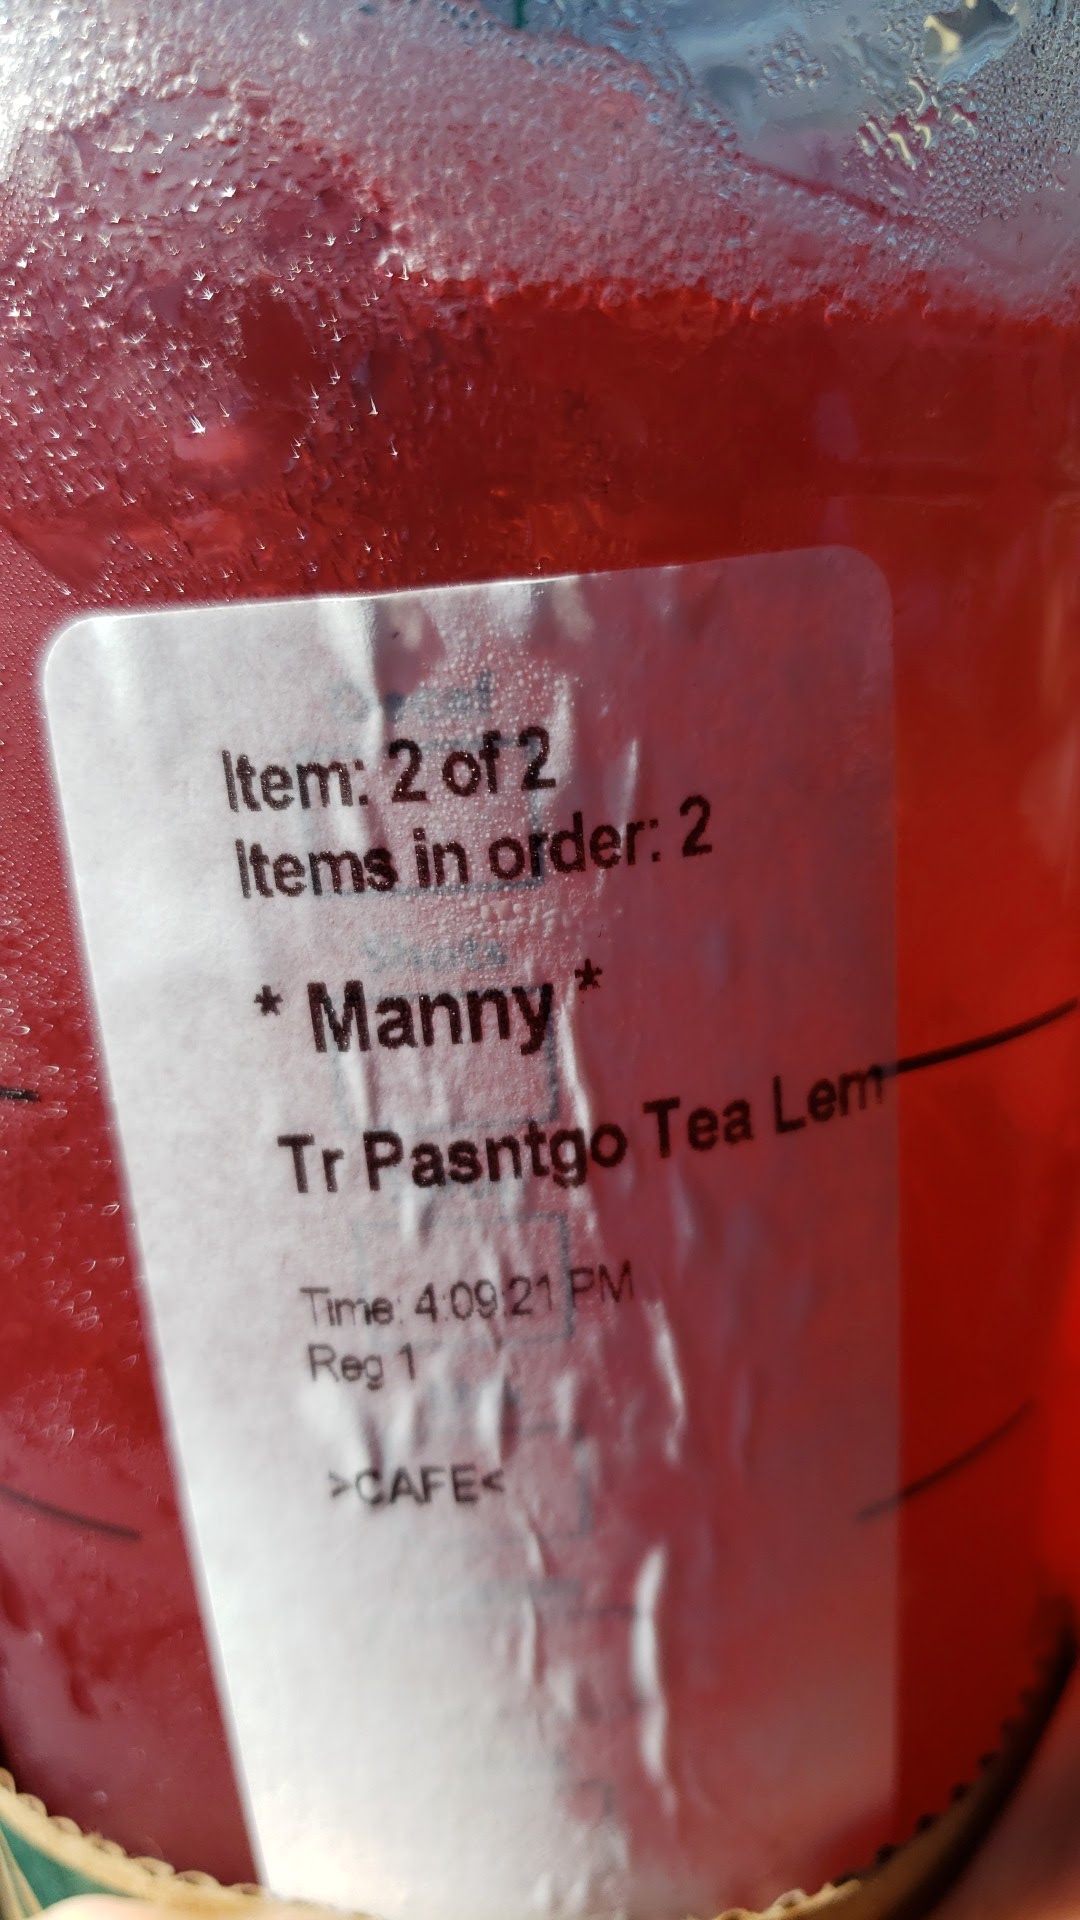 Item: 2 of 2
Items in order: 2
* Manny *
Tr Pasntgo Tea Lem
Time: 4:09:21 PM
Reg 1
>CAFE<